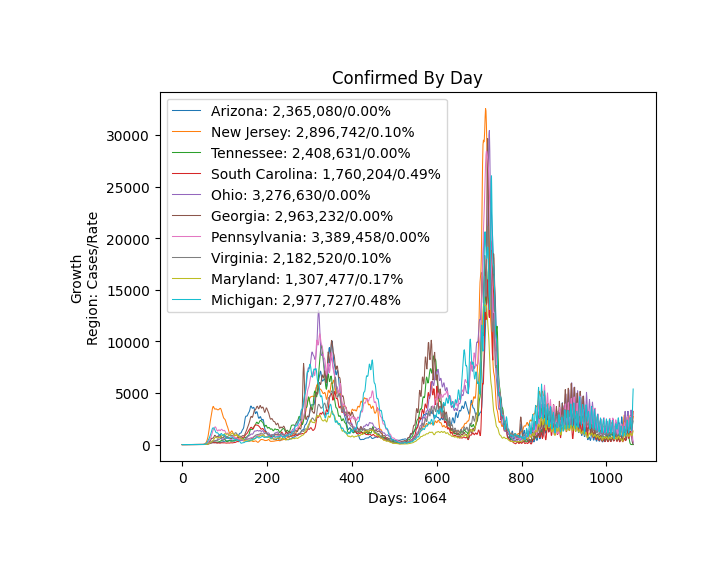 Confirmed By Day
Arizona: 2,365,080/0.00%
New Jersey: 2,896,742/0.10%
Tennessee: 2,408,631/0.00%
South Carolina: 1,760,204/0.49%
Ohio: 3,276,630/0.00%
Georgia: 2,963,232/0.00%
Pennsylvania: 3,389,458/0.00%
Virginia: 2,182,520/0.10%
Maryland: 1,307,477/0.17%
Michigan: 2,977,727/0.48%
Growth
Region: Cases/Rate
30000
25000
20000
15000
10000
5000
0
0 200 400 600 800 1000
Days: 1064